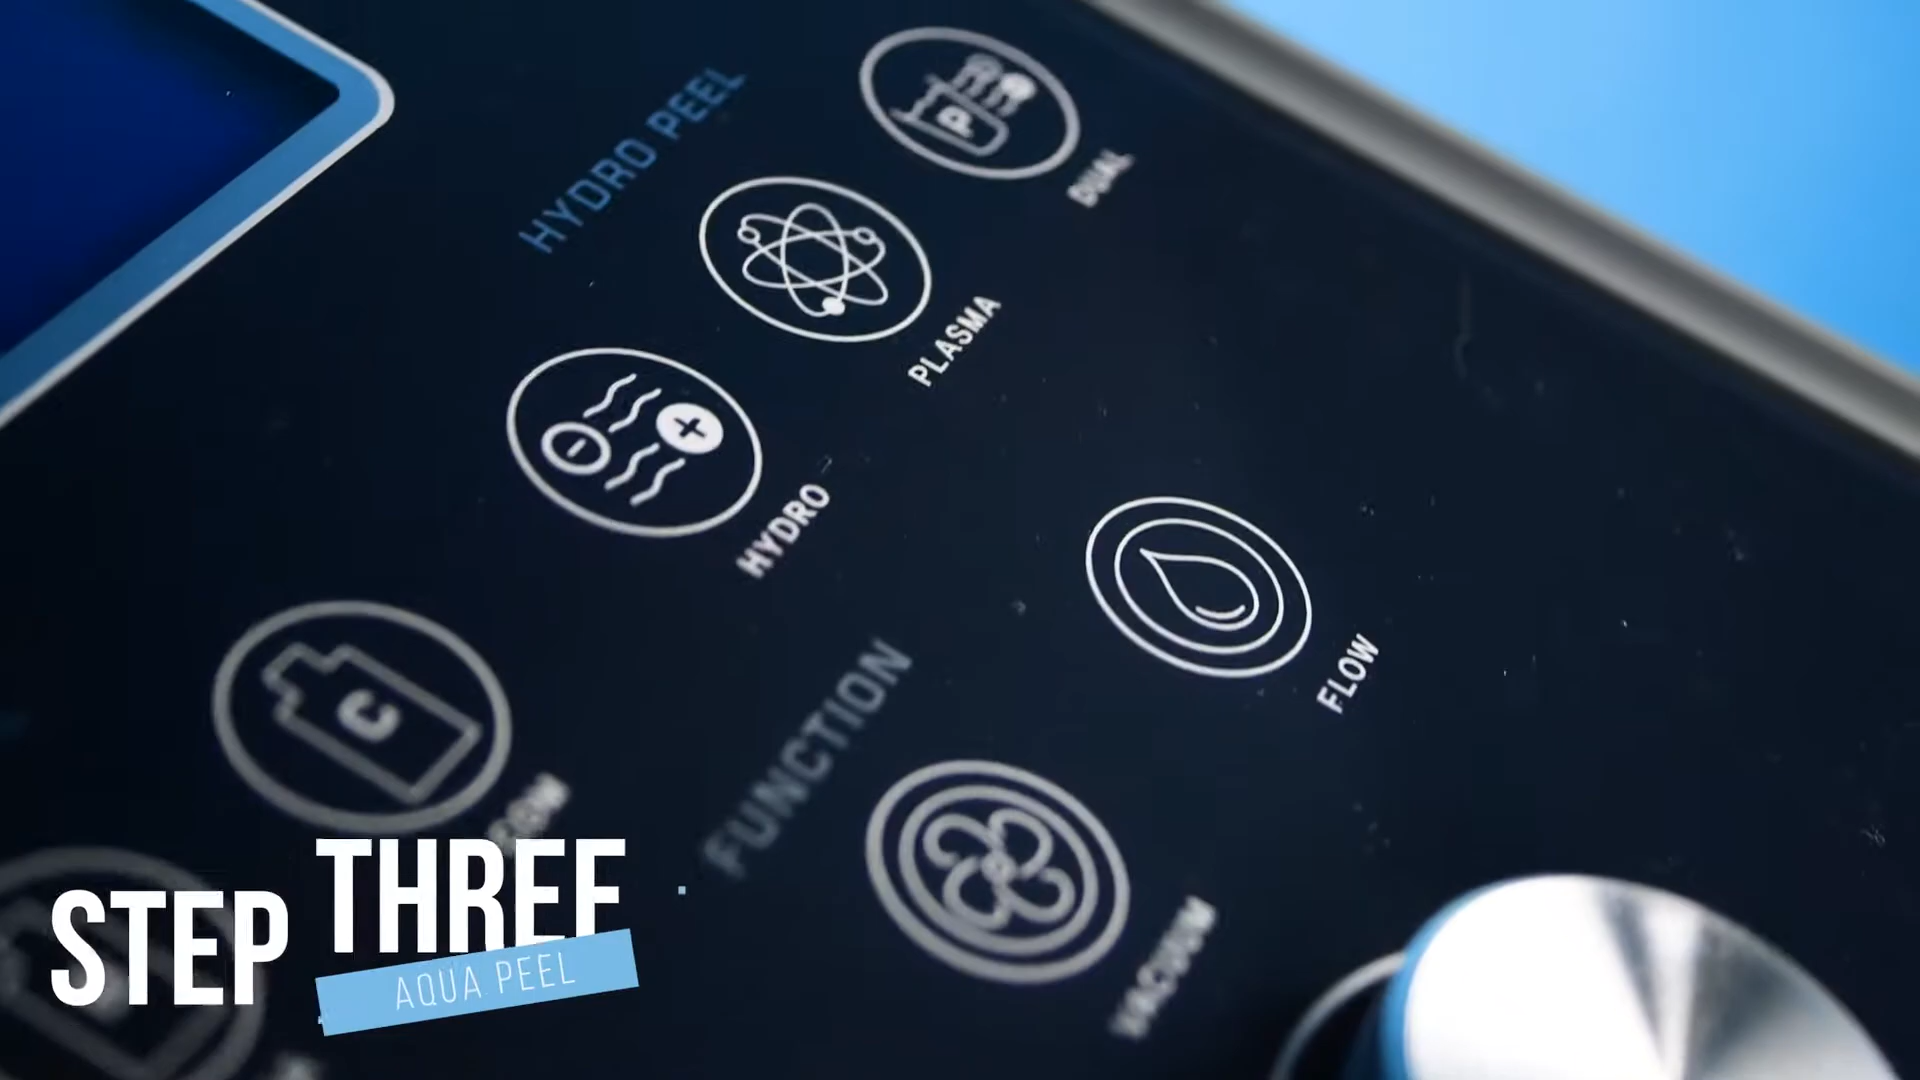 HYDRO PEEL
DUAL
P
PLASMA
HYDRO
C
FLOW
FUNCTION
VACUUM
STEP THREE
AQUA PEEL